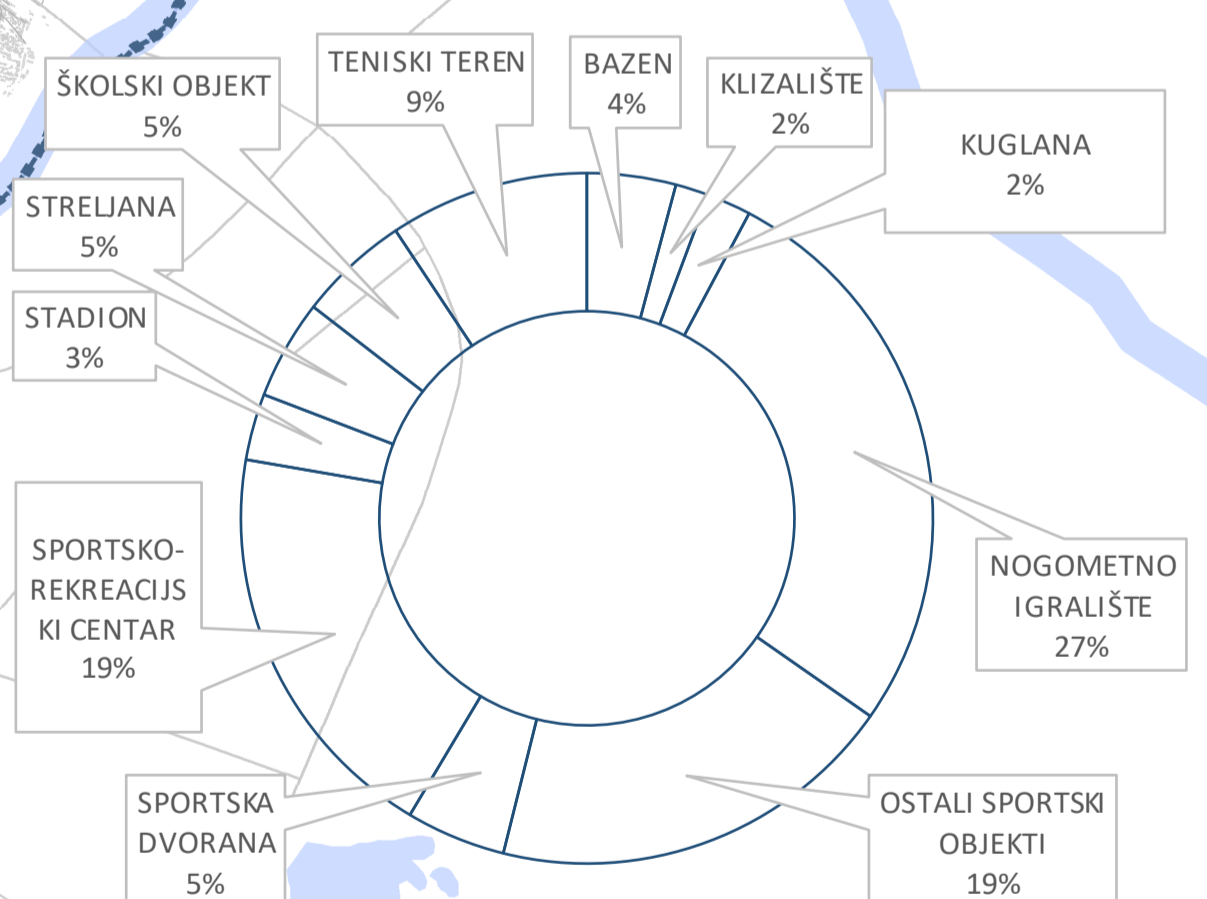 TENISKI TEREN
9%
BAZEN
4%
KLIZALIŠTE
2%
KUGLANA
2%
NOGOMETNO
IGRALIŠTE
27%
OSTALI SPORTSKI
OBJEKTI
19%
SPORTSKA
DVORANA
5%
SPORTSKO-
REKREACIJS
KI CENTAR
19%
STADION
3%
STRELJANA
5%
ŠKOLSKI OBJEKT
5%